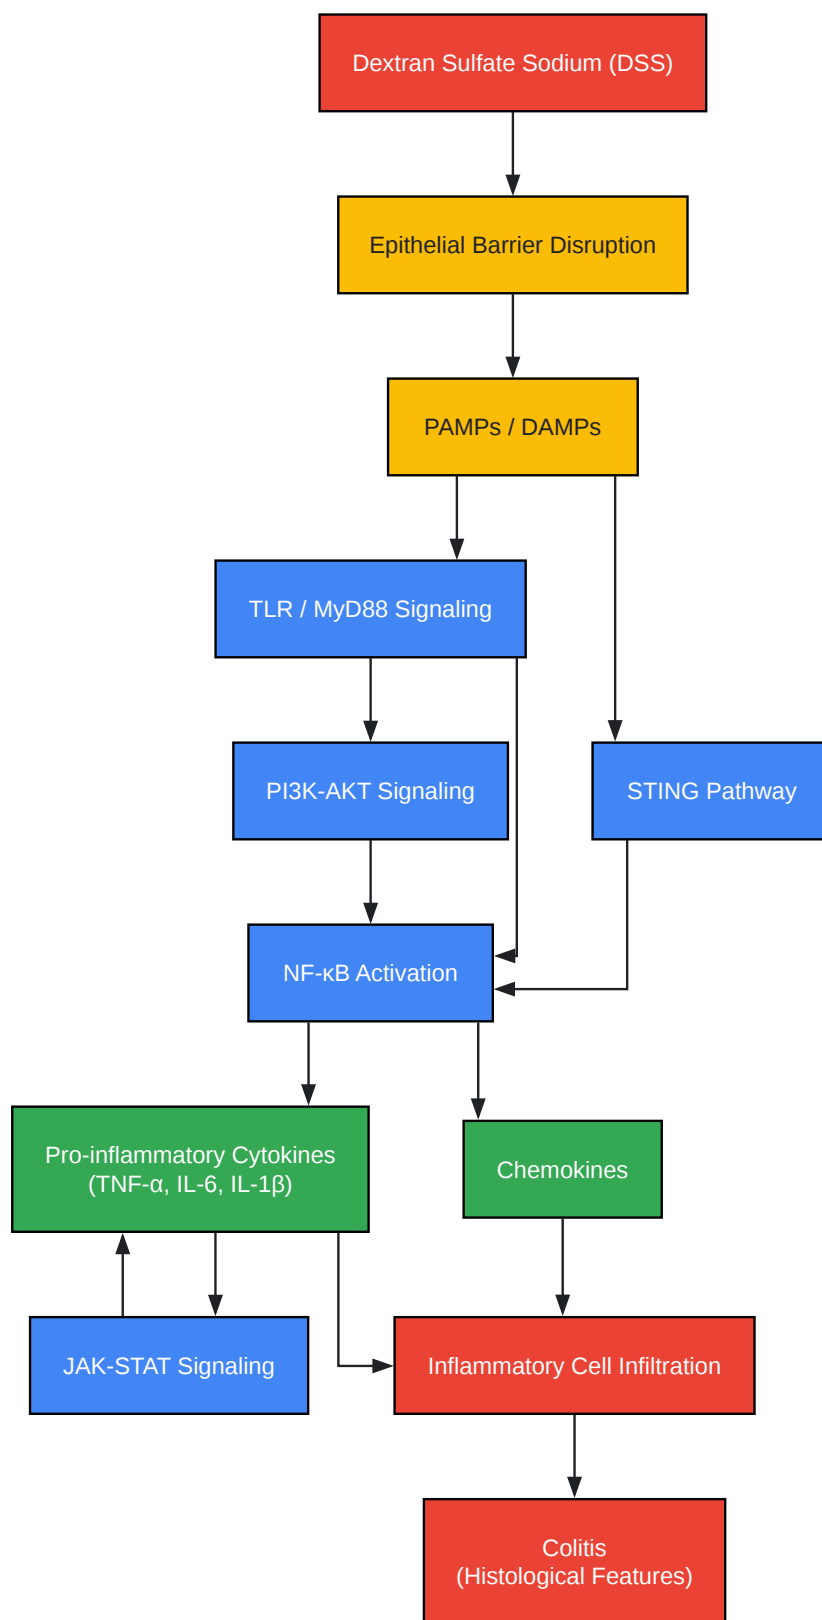 Dextran Sulfate Sodium (DSS)
Epithelial Barrier Disruption
PAMPs / DAMPs
TLR / MyD88 Signaling
PI3K-AKT Signaling
STING Pathway
NF-κB Activation
Pro-inflammatory Cytokines
(TNF-α, IL-6, IL-1β)
Chemokines
JAK-STAT Signaling
Inflammatory Cell Infiltration
Colitis
(Histological Features)